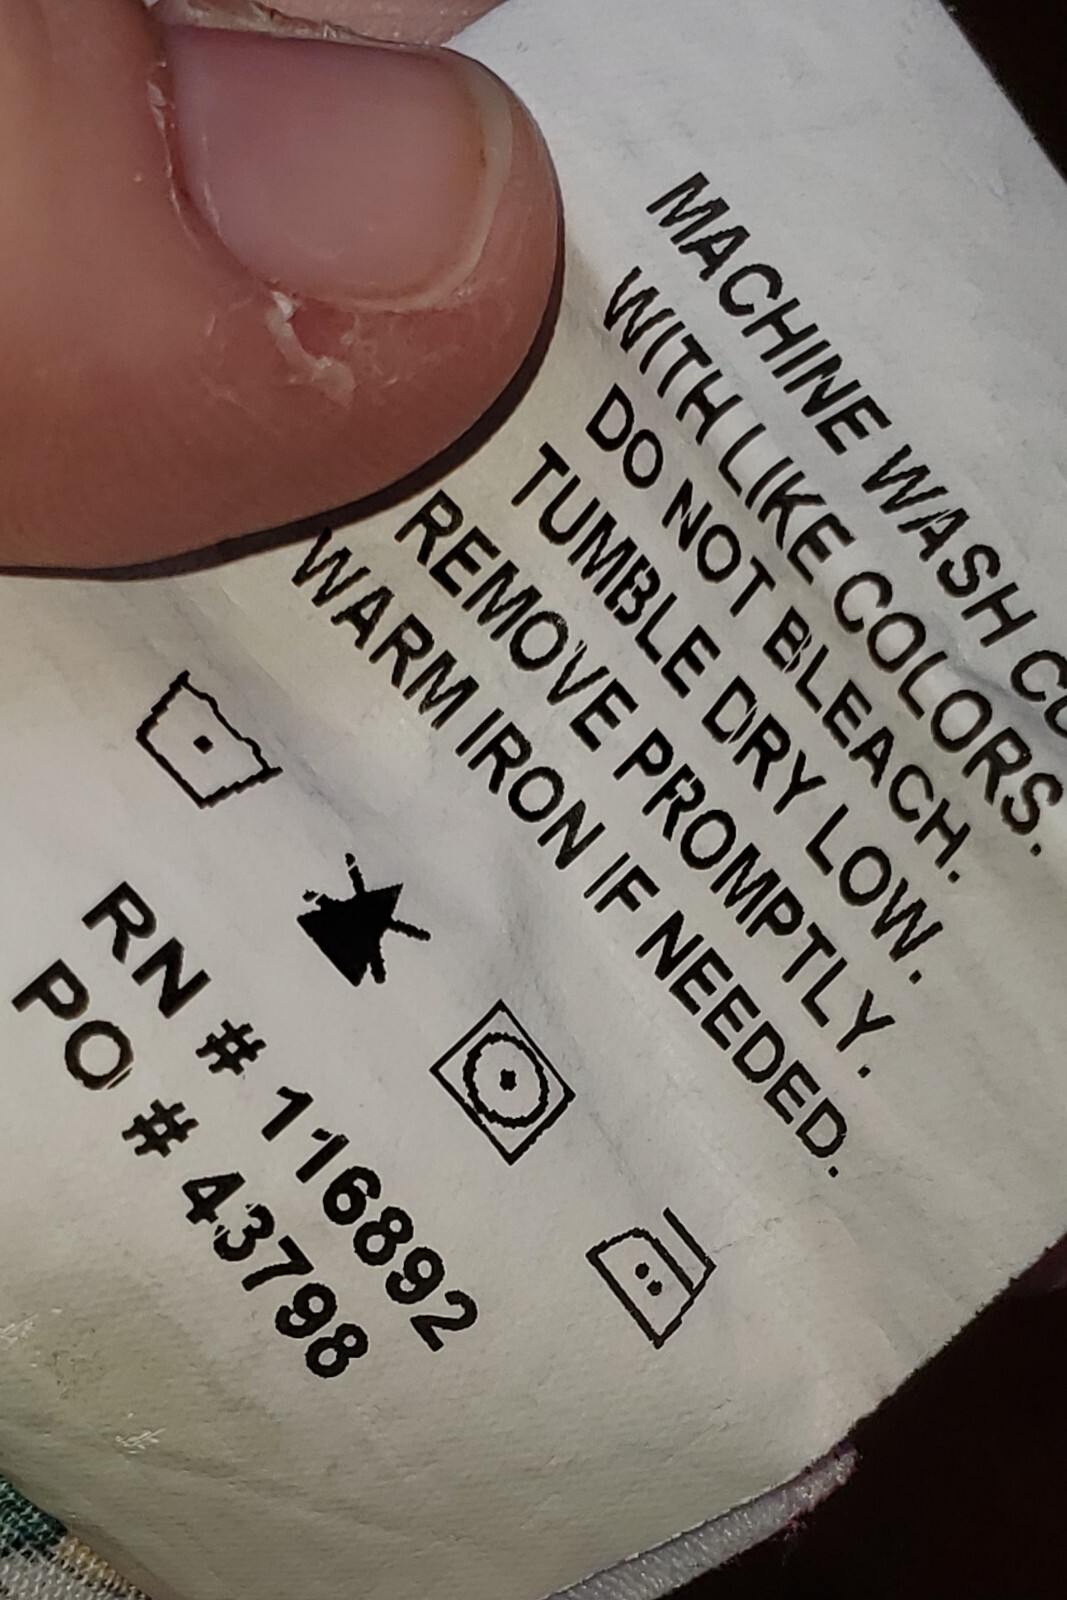 MACHINE WASH
WITH LIKE COLORS.
DO NOT BLEACH.
TUMBLE DRY LOW.
REMOVE PROMPTLY.
WARM IRON IF NEEDED.
RN # 116892
PO # 43798